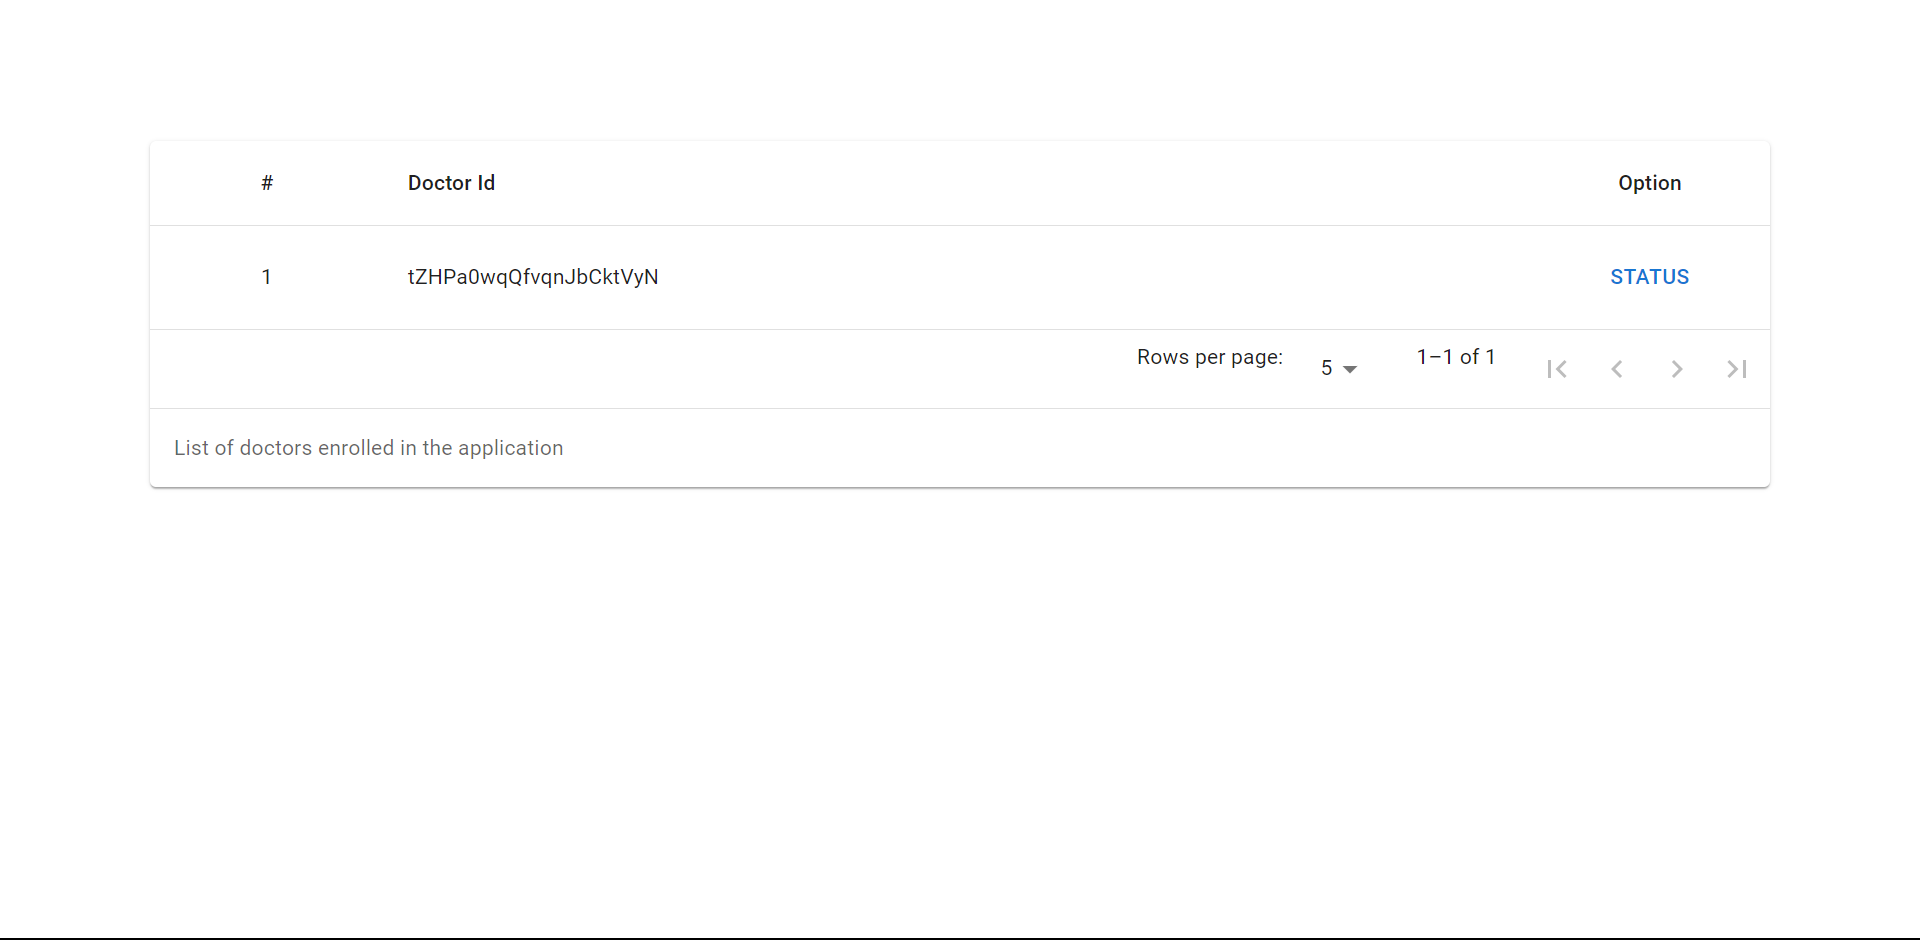 # Doctor Id Option
1 tZHPa0wqQfvqnJbCktVyN STATUS
Rows per page: 5 1–1 of 1
List of doctors enrolled in the application